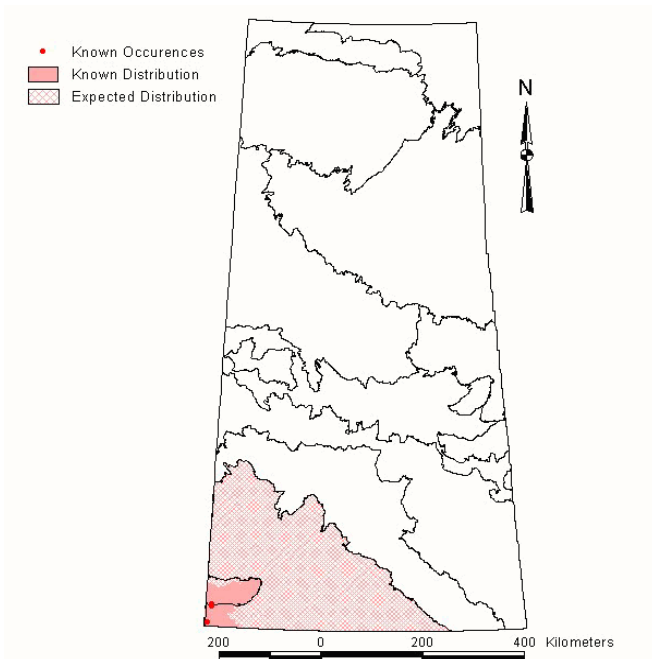 Known Occurences
Known Distribution
Expected Distribution
N
200 0 200 400 Kilometers